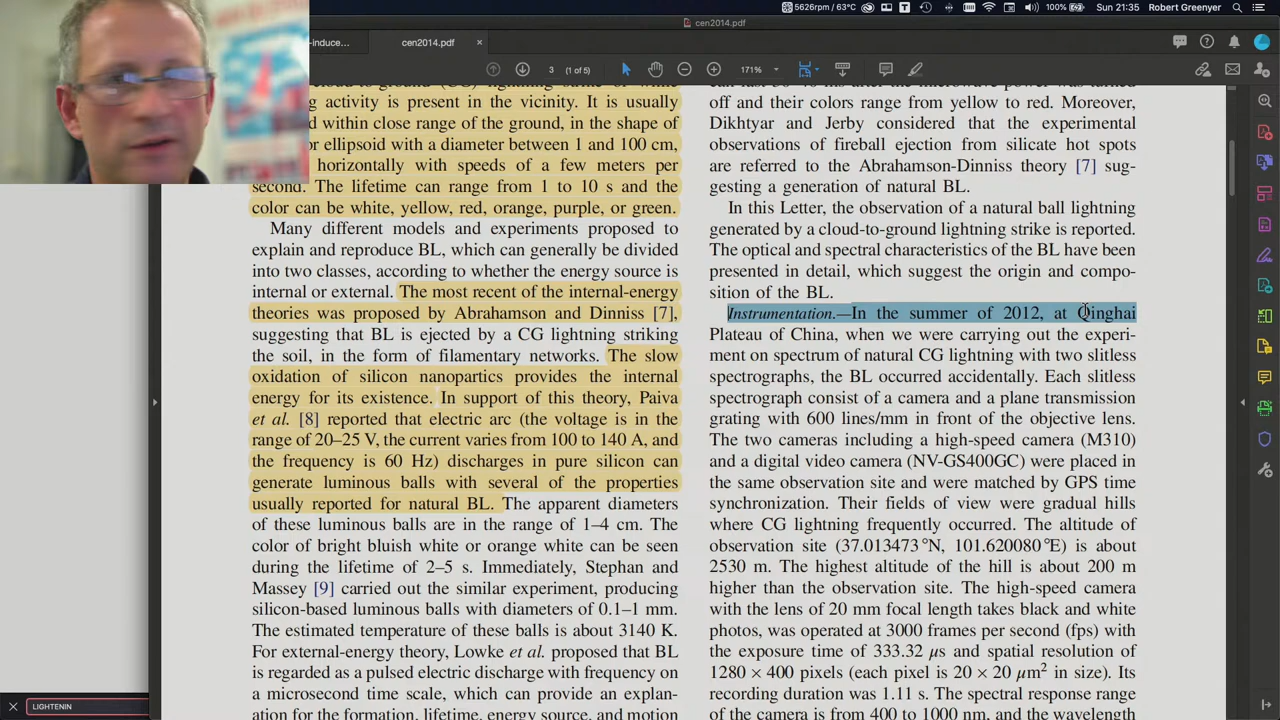 5626rpm / 63°C
100%
Sun 21:35
Robert Greenyer
cen2014.pdf
-induce...
cen2014.pdf
3 (1 of 5)
171%
g activity is present in the vicinity. It is usually
d within close range of the ground, in the shape of
or ellipsoid with a diameter between 1 and 100 cm,
horizontally with speeds of a few meters per
second. The lifetime can range from 1 to 10 s and the
color can be white, yellow, red, orange, purple, or green.
Many different models and experiments proposed to
explain and reproduce BL, which can generally be divided
into two classes, according to whether the energy source is
internal or external. The most recent of the internal-energy
theories was proposed by Abrahamson and Dinniss [7],
suggesting that BL is ejected by a CG lightning striking
the soil, in the form of filamentary networks. The slow
oxidation of silicon nanopartics provides the internal
energy for its existence. In support of this theory, Paiva
et al. [8] reported that electric arc (the voltage is in the
range of 20–25 V, the current varies from 100 to 140 A, and
the frequency is 60 Hz) discharges in pure silicon can
generate luminous balls with several of the properties
usually reported for natural BL. The apparent diameters
of these luminous balls are in the range of 1–4 cm. The
color of bright bluish white or orange white can be seen
during the lifetime of 2–5 s. Immediately, Stephan and
Massey [9] carried out the similar experiment, producing
silicon-based luminous balls with diameters of 0.1–1 mm.
The estimated temperature of these balls is about 3140 K.
For external-energy theory, Lowke et al. proposed that BL
is regarded as a pulsed electric discharge with frequency on
a microsecond time scale, which can provide an explan-
ation for the formation, lifetime, energy source, and motion
off and their colors range from yellow to red. Moreover,
Dikhtyar and Jerby considered that the experimental
observations of fireball ejection from silicate hot spots
are referred to the Abrahamson-Dinniss theory [7] sug-
gesting a generation of natural BL.
In this Letter, the observation of a natural ball lightning
generated by a cloud-to-ground lightning strike is reported.
The optical and spectral characteristics of the BL have been
presented in detail, which suggest the origin and compo-
sition of the BL.
Instrumentation.—In the summer of 2012, at Qinghai
Plateau of China, when we were carrying out the experi-
ment on spectrum of natural CG lightning with two slitless
spectrographs, the BL occurred accidentally. Each slitless
spectrograph consist of a camera and a plane transmission
grating with 600 lines/mm in front of the objective lens.
The two cameras including a high-speed camera (M310)
and a digital video camera (NV-GS400GC) were placed in
the same observation site and were matched by GPS time
synchronization. Their fields of view were gradual hills
where CG lightning frequently occurred. The altitude of
observation site (37.013473 °N, 101.620080 °E) is about
2530 m. The highest altitude of the hill is about 200 m
higher than the observation site. The high-speed camera
with the lens of 20 mm focal length takes black and white
photos, was operated at 3000 frames per second (fps) with
the exposure time of 333.32 μs and spatial resolution of
1280 × 400 pixels (each pixel is 20 × 20 μm² in size). Its
recording duration was 1.11 s. The spectral response range
of the camera is from 400 to 1000 nm, and the wavelength
LIGHTENIN